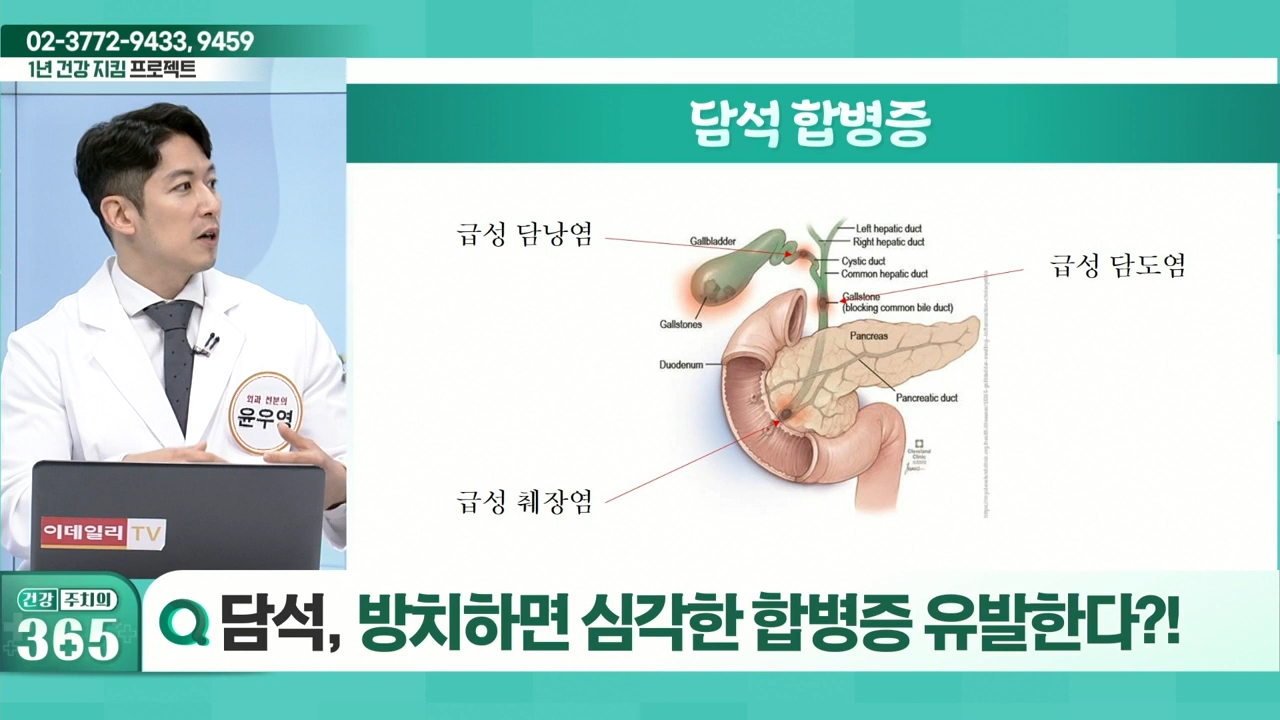 02-3772-9433, 9459
1년 건강 지킴 프로젝트
담석 합병증
급성 담낭염
급성 담도염
급성 췌장염
Gallbladder
Left hepatic duct
Right hepatic duct
Cystic duct
Common hepatic duct
Gallstone
(blocking common bile duct)
Gallstones
Pancreas
Duodenum
Pancreatic duct
Cleveland
Clinic
외과 전문의
윤우영
이데일리 TV
건강 주치의
365
Q 담석, 방치하면 심각한 합병증 유발한다?!